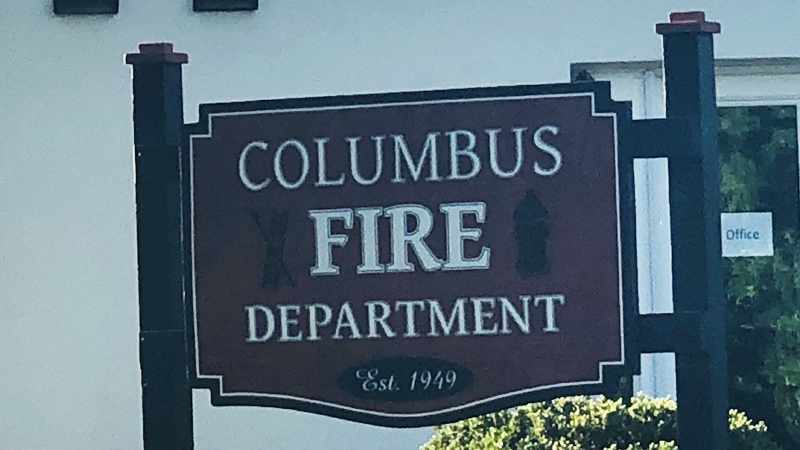 COLUMBUS
FIRE
DEPARTMENT
Est. 1949
Office